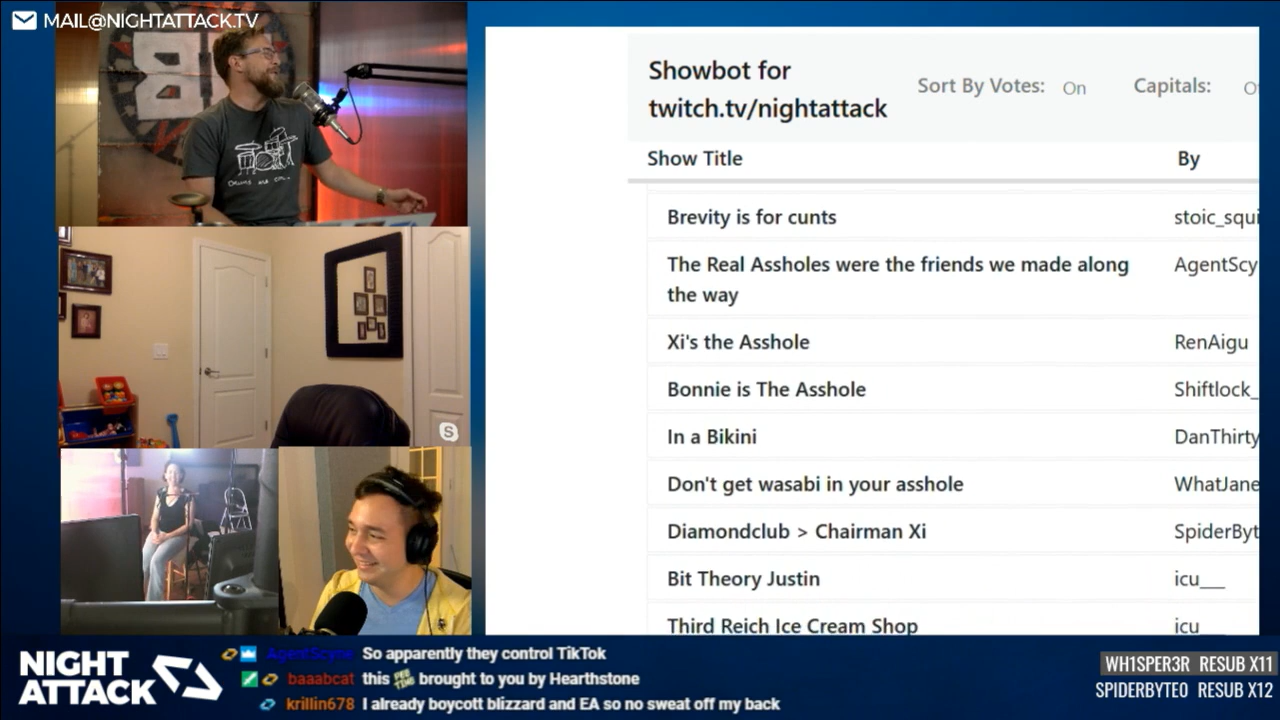 MAIL@NIGHTATTACK.TV
DRUMS ARE COOL.
Showbot for
twitch.tv/nightattack
Sort By Votes: On
Capitals:
Show Title
By
Brevity is for cunts
stoic_squi
The Real Assholes were the friends we made along
the way
AgentScy
Xi's the Asshole
RenAigu
Bonnie is The Asshole
Shiftlock_
In a Bikini
DanThirty
Don't get wasabi in your asshole
WhatJane
Diamondclub > Chairman Xi
SpiderByt
Bit Theory Justin
icu___
Third Reich Ice Cream Shop
icu
NIGHT
ATTACK
AgentScyne So apparently they control TikTok
baaabcat this brought to you by Hearthstone
krillin678 I already boycott blizzard and EA so no sweat off my back
WH1SPER3R RESUB X11
SPIDERBYTE0 RESUB X12